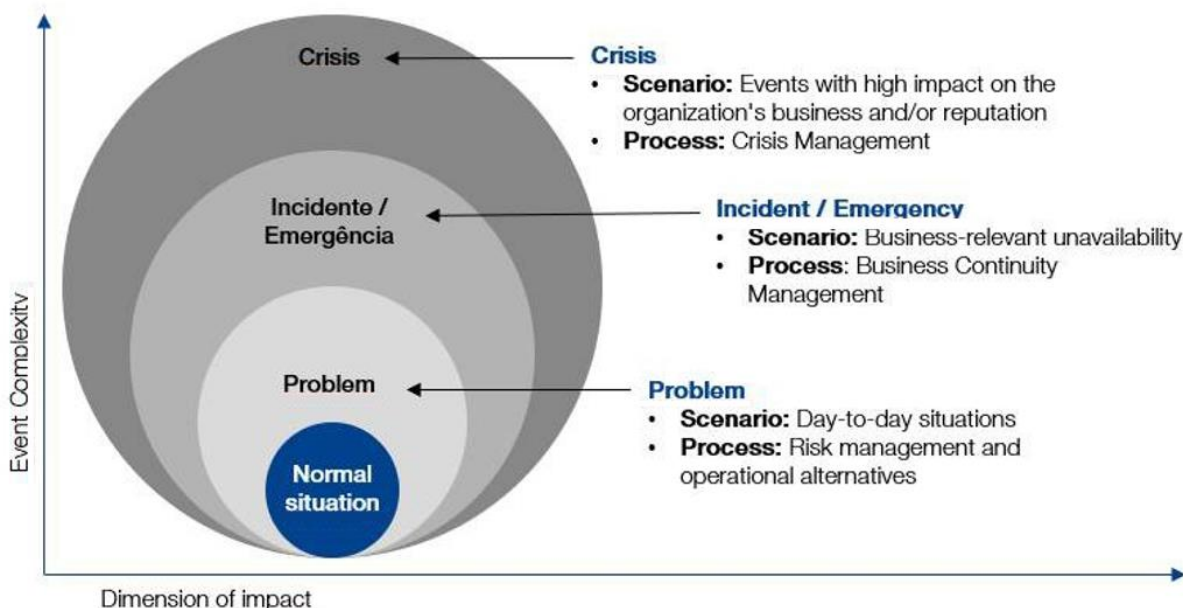 Crisis
Crisis
• Scenario: Events with high impact on the
organization's business and/or reputation
• Process: Crisis Management
Incidente /
Emergência
Incident / Emergency
• Scenario: Business-relevant unavailability
• Process: Business Continuity
Management
Problem
Problem
• Scenario: Day-to-day situations
• Process: Risk management and
operational alternatives
Normal
situation
Event Complexity
Dimension of impact